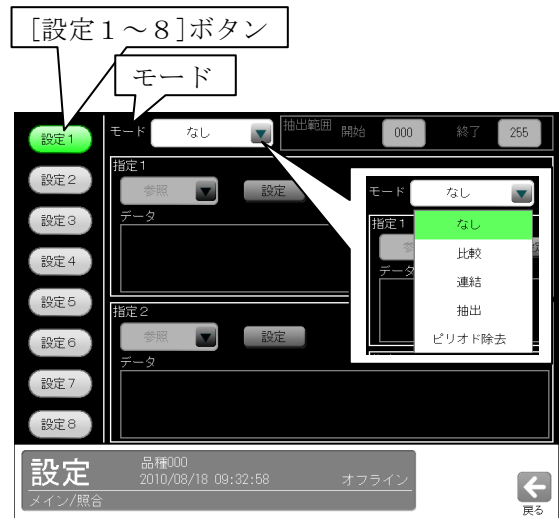 [設定１～８]ボタン
モード
設定1
設定2
設定3
設定4
設定5
設定6
設定7
設定8
モード なし
抽出範囲 開始 000 終了 255
指定1
参照 設定
データ
指定2
参照 設定
データ
モード なし
指定1
データ
なし
比較
連結
抽出
ピリオド除去
設定
メイン/照合
品種000
2010/08/18 09:32:58 オフライン
戻る